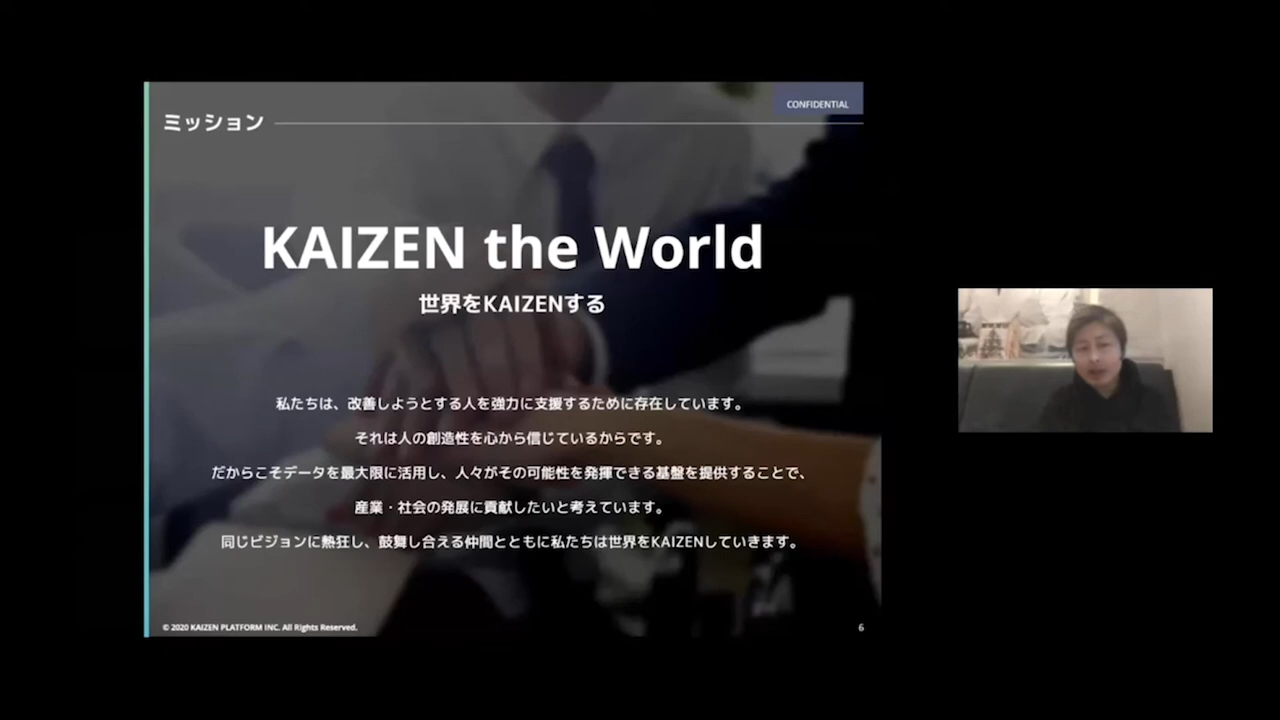 CONFIDENTIAL
ミッション
KAIZEN the World
世界をKAIZENする
私たちは、改善しようとする人を強力に支援するために存在しています。
それは人の創造性を心から信じているからです。
だからこそデータを最大限に活用し、人々がその可能性を発揮できる基盤を提供することで、
産業・社会の発展に貢献したいと考えています。
同じビジョンに熱狂し、鼓舞し合える仲間とともに私たちは世界をKAIZENしていきます。
© 2020 KAIZEN PLATFORM INC. All Rights Reserved.
6